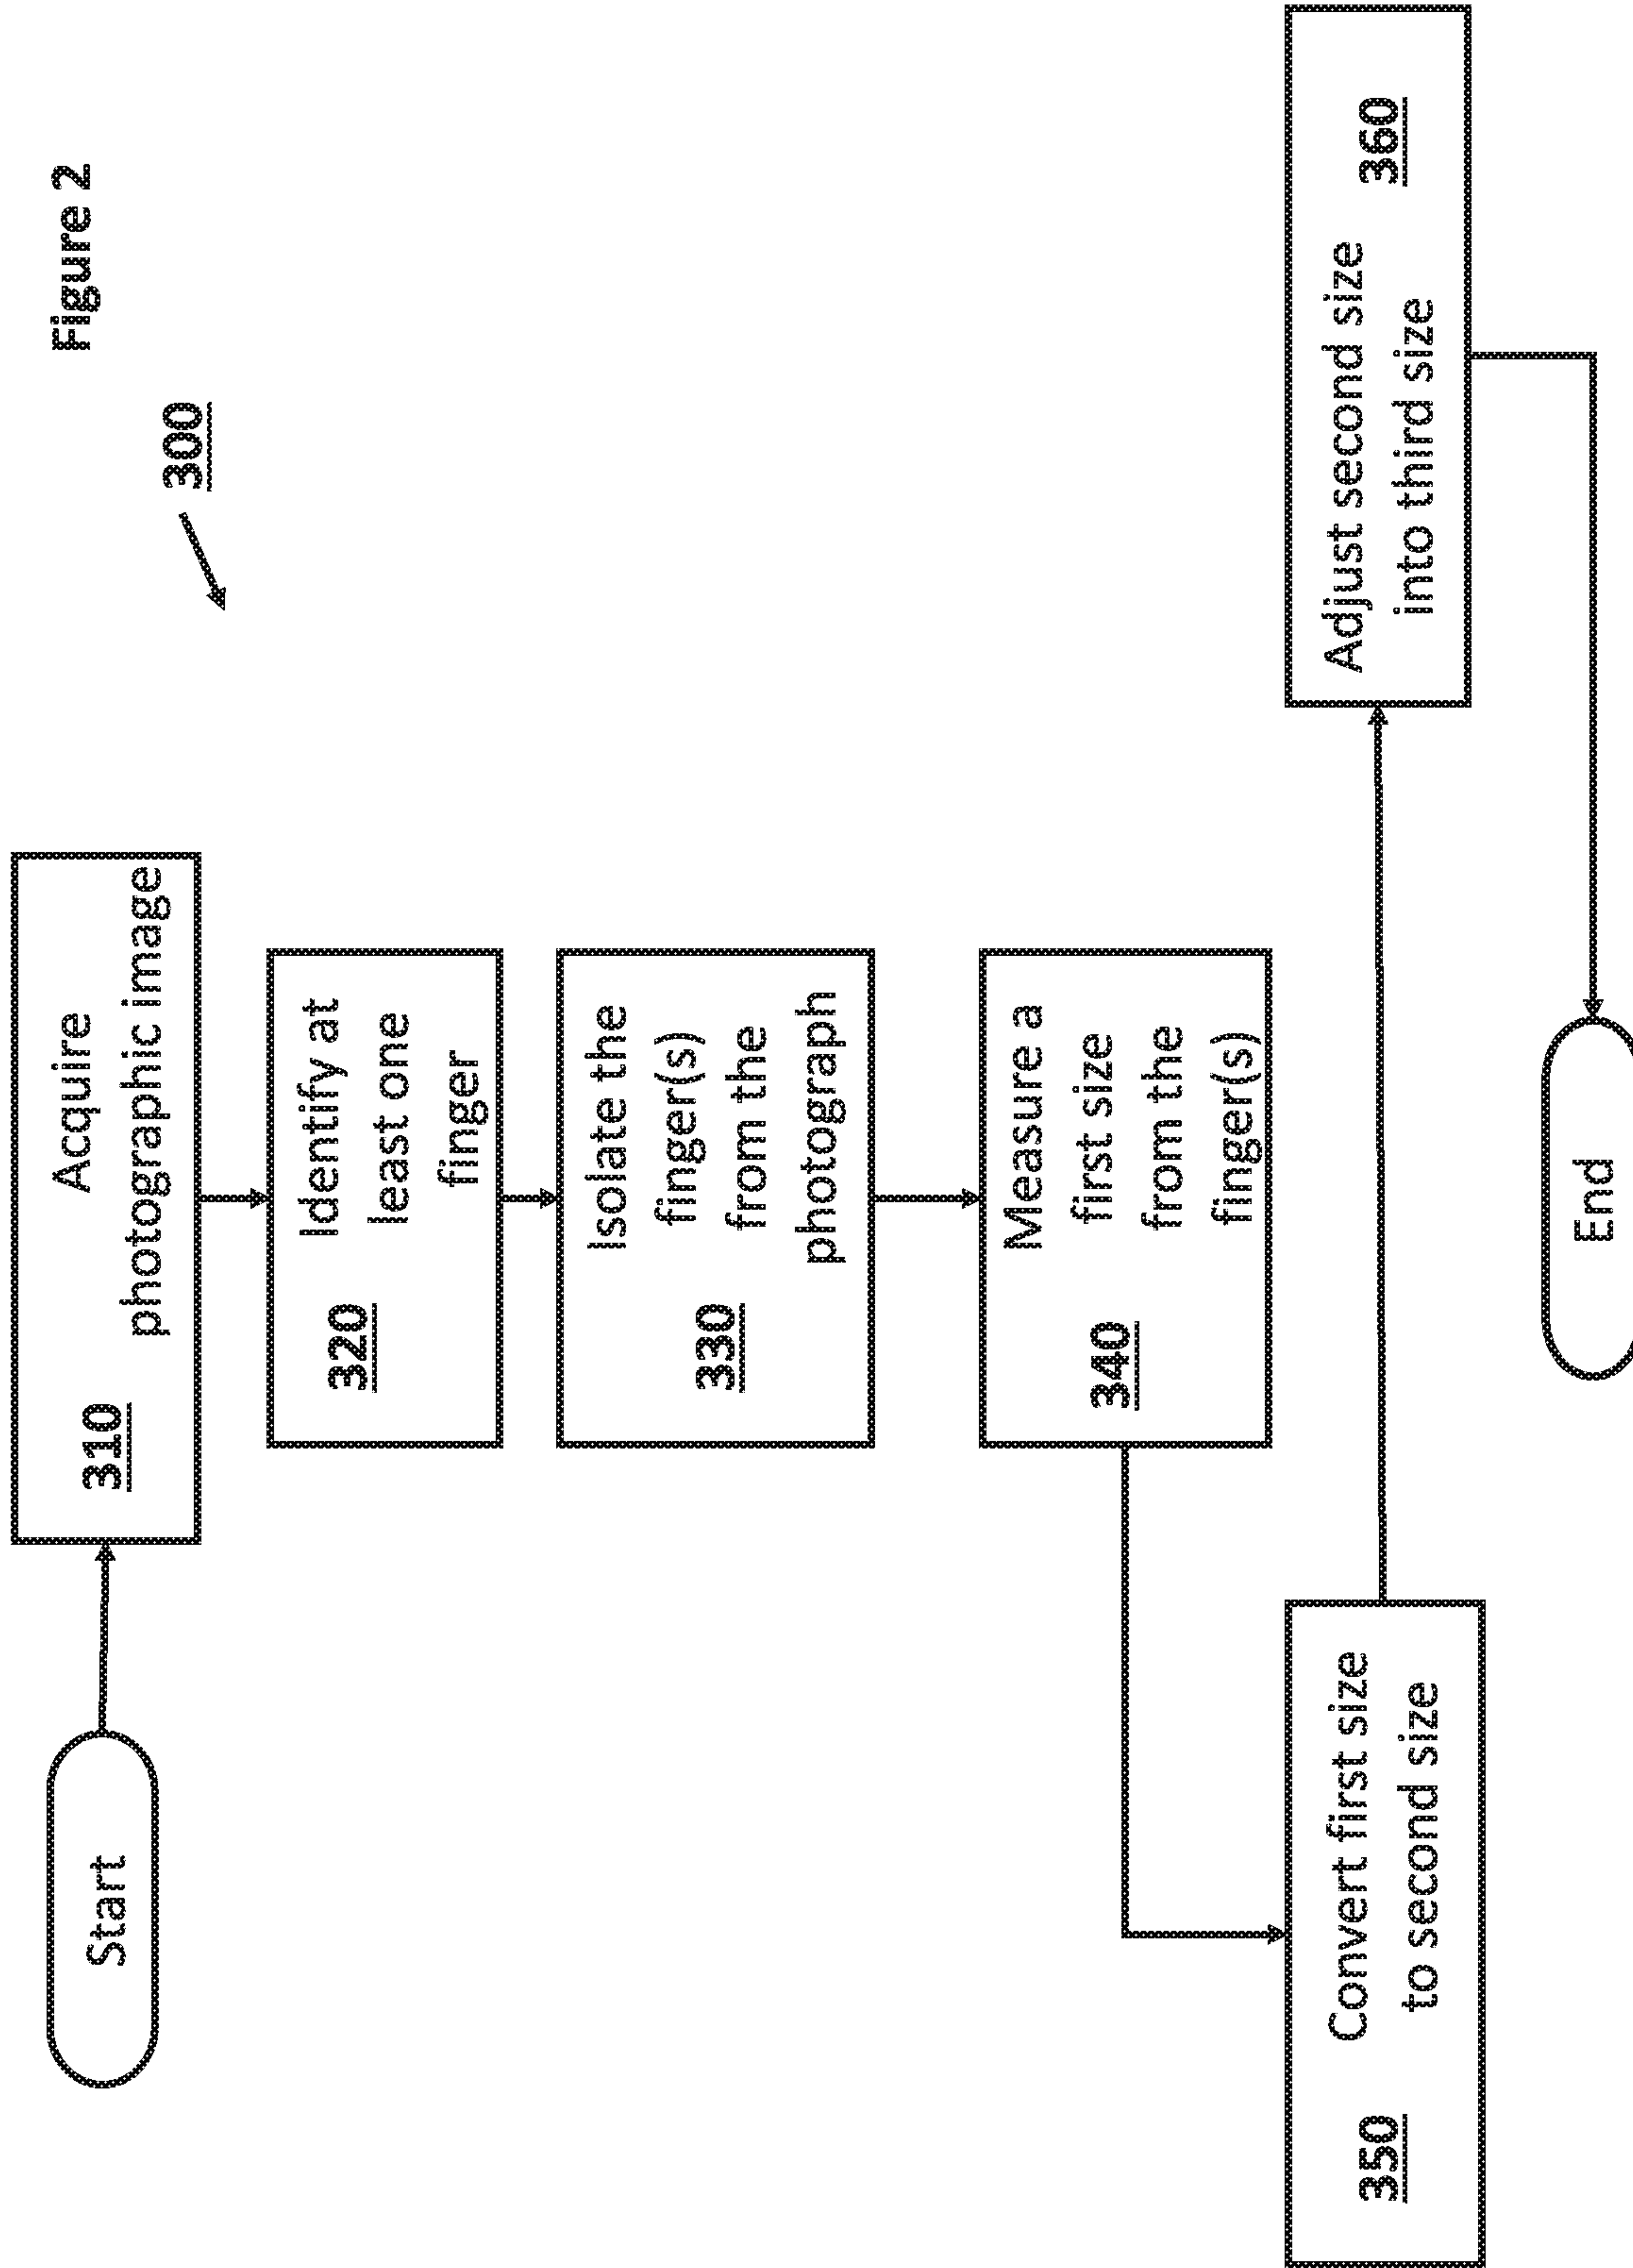 Figure 2
300
Start
310
Acquire
photographic image
320
Identify at
least one
finger
330
Isolate the
finger(s)
from the
photograph
340
Measure a
first size
from the
finger(s)
350
Convert first size
to second size
Adjust second size
into third size
360
End